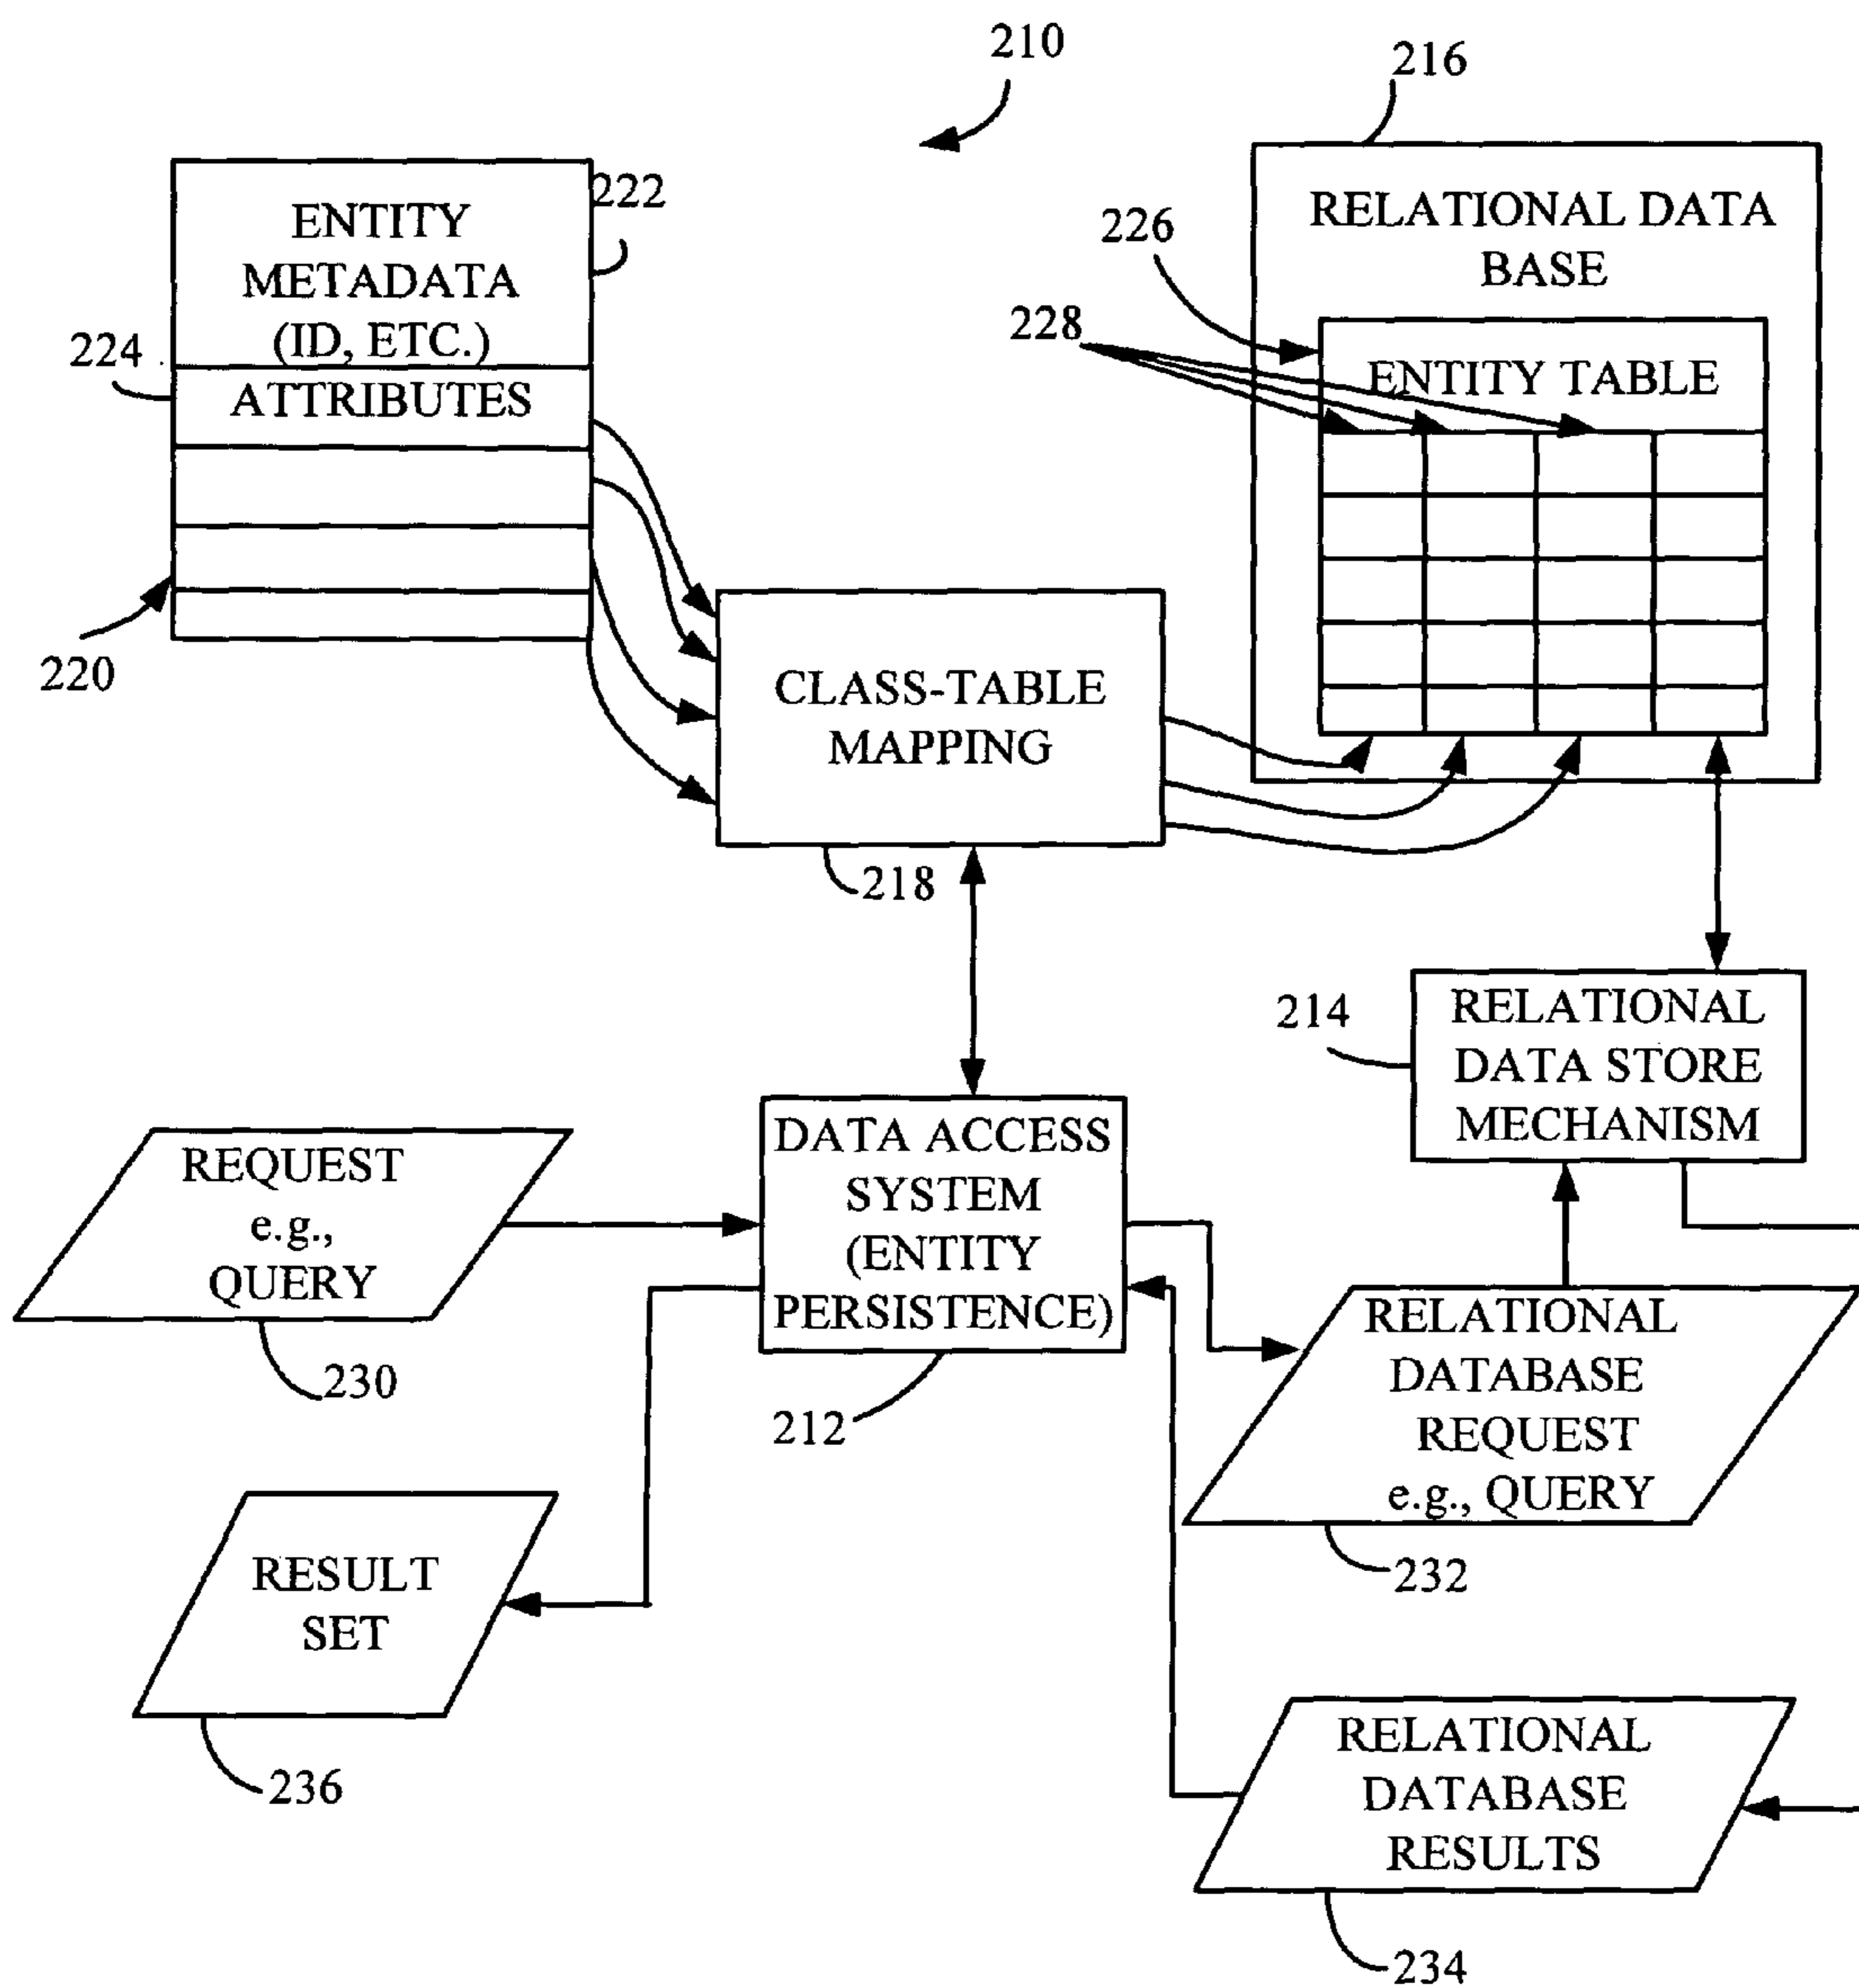 210
216
222
ENTITY
METADATA
(ID, ETC.)
224
ATTRIBUTES
220
RELATIONAL DATA
BASE
226
228
ENTITY TABLE
CLASS-TABLE
MAPPING
218
214
RELATIONAL
DATA STORE
MECHANISM
REQUEST
e.g.,
QUERY
230
DATA ACCESS
SYSTEM
(ENTITY
PERSISTENCE)
212
RELATIONAL
DATABASE
REQUEST
e.g., QUERY
232
RESULT
SET
236
RELATIONAL
DATABASE
RESULTS
234